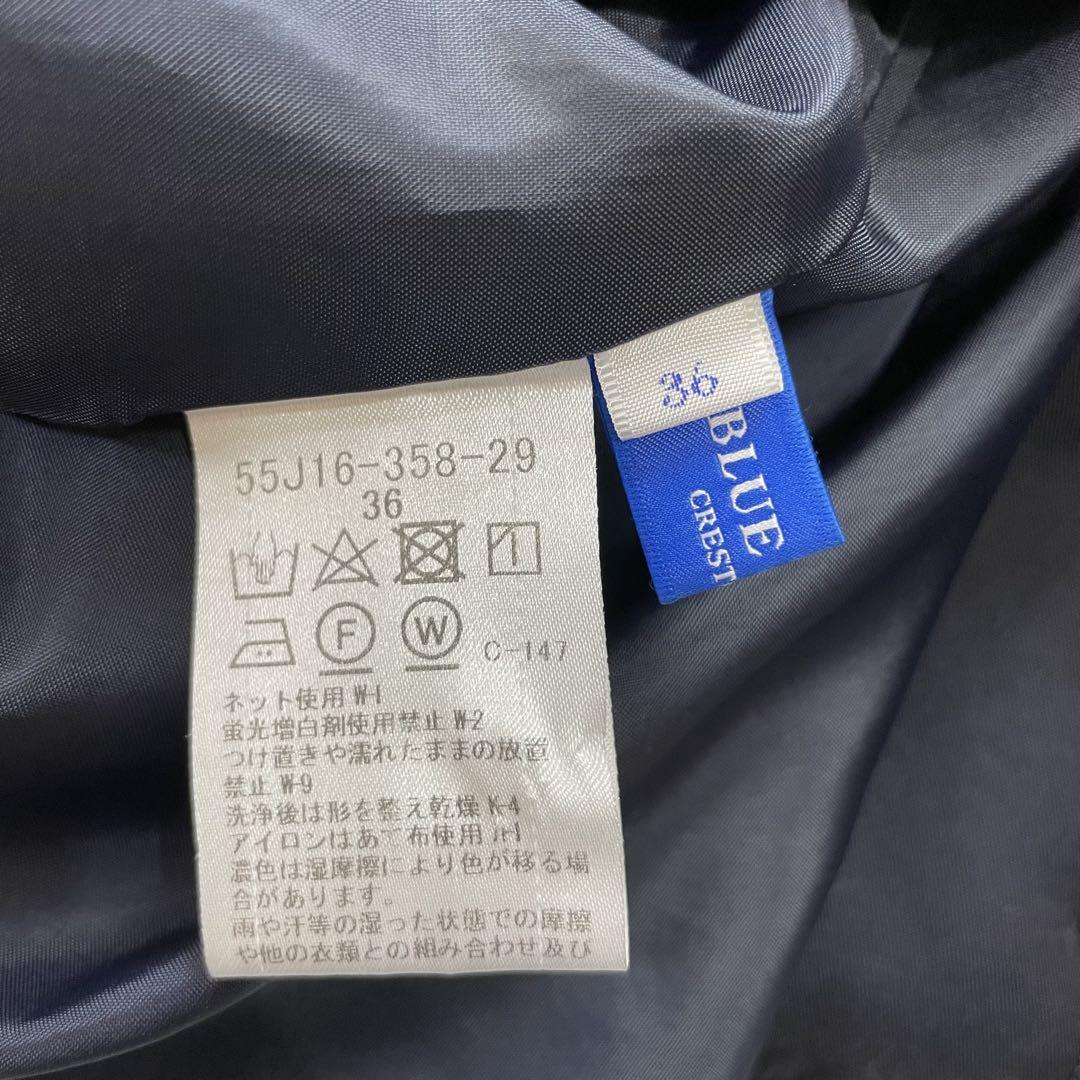 55J16-358-29
36
F
W
C-147
ネット使用 W-1
蛍光増白剤使用禁止 W-2
つけ置きや濡れたままの放置
禁止 W-9
洗浄後は形を整え乾燥 K-4
アイロンはあて布使用 A-1
濃色は湿摩擦により色が移る場
合があります。
雨や汗等の湿った状態での摩擦
や他の衣類との組み合わせ及び
36
BLUE
CREST